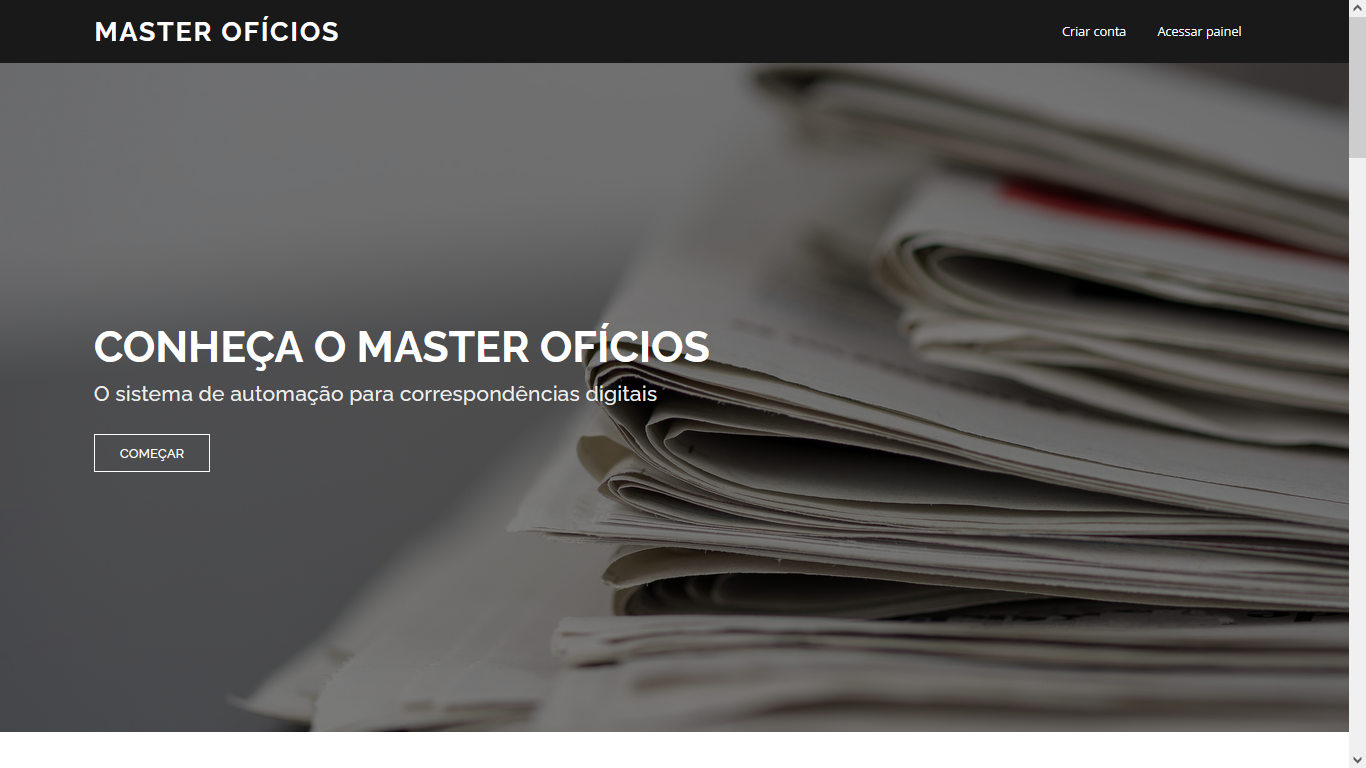 MASTER OFÍCIOS
Criar conta
Acessar painel
CONHEÇA O MASTER OFÍCIOS
O sistema de automação para correspondências digitais
COMEÇAR